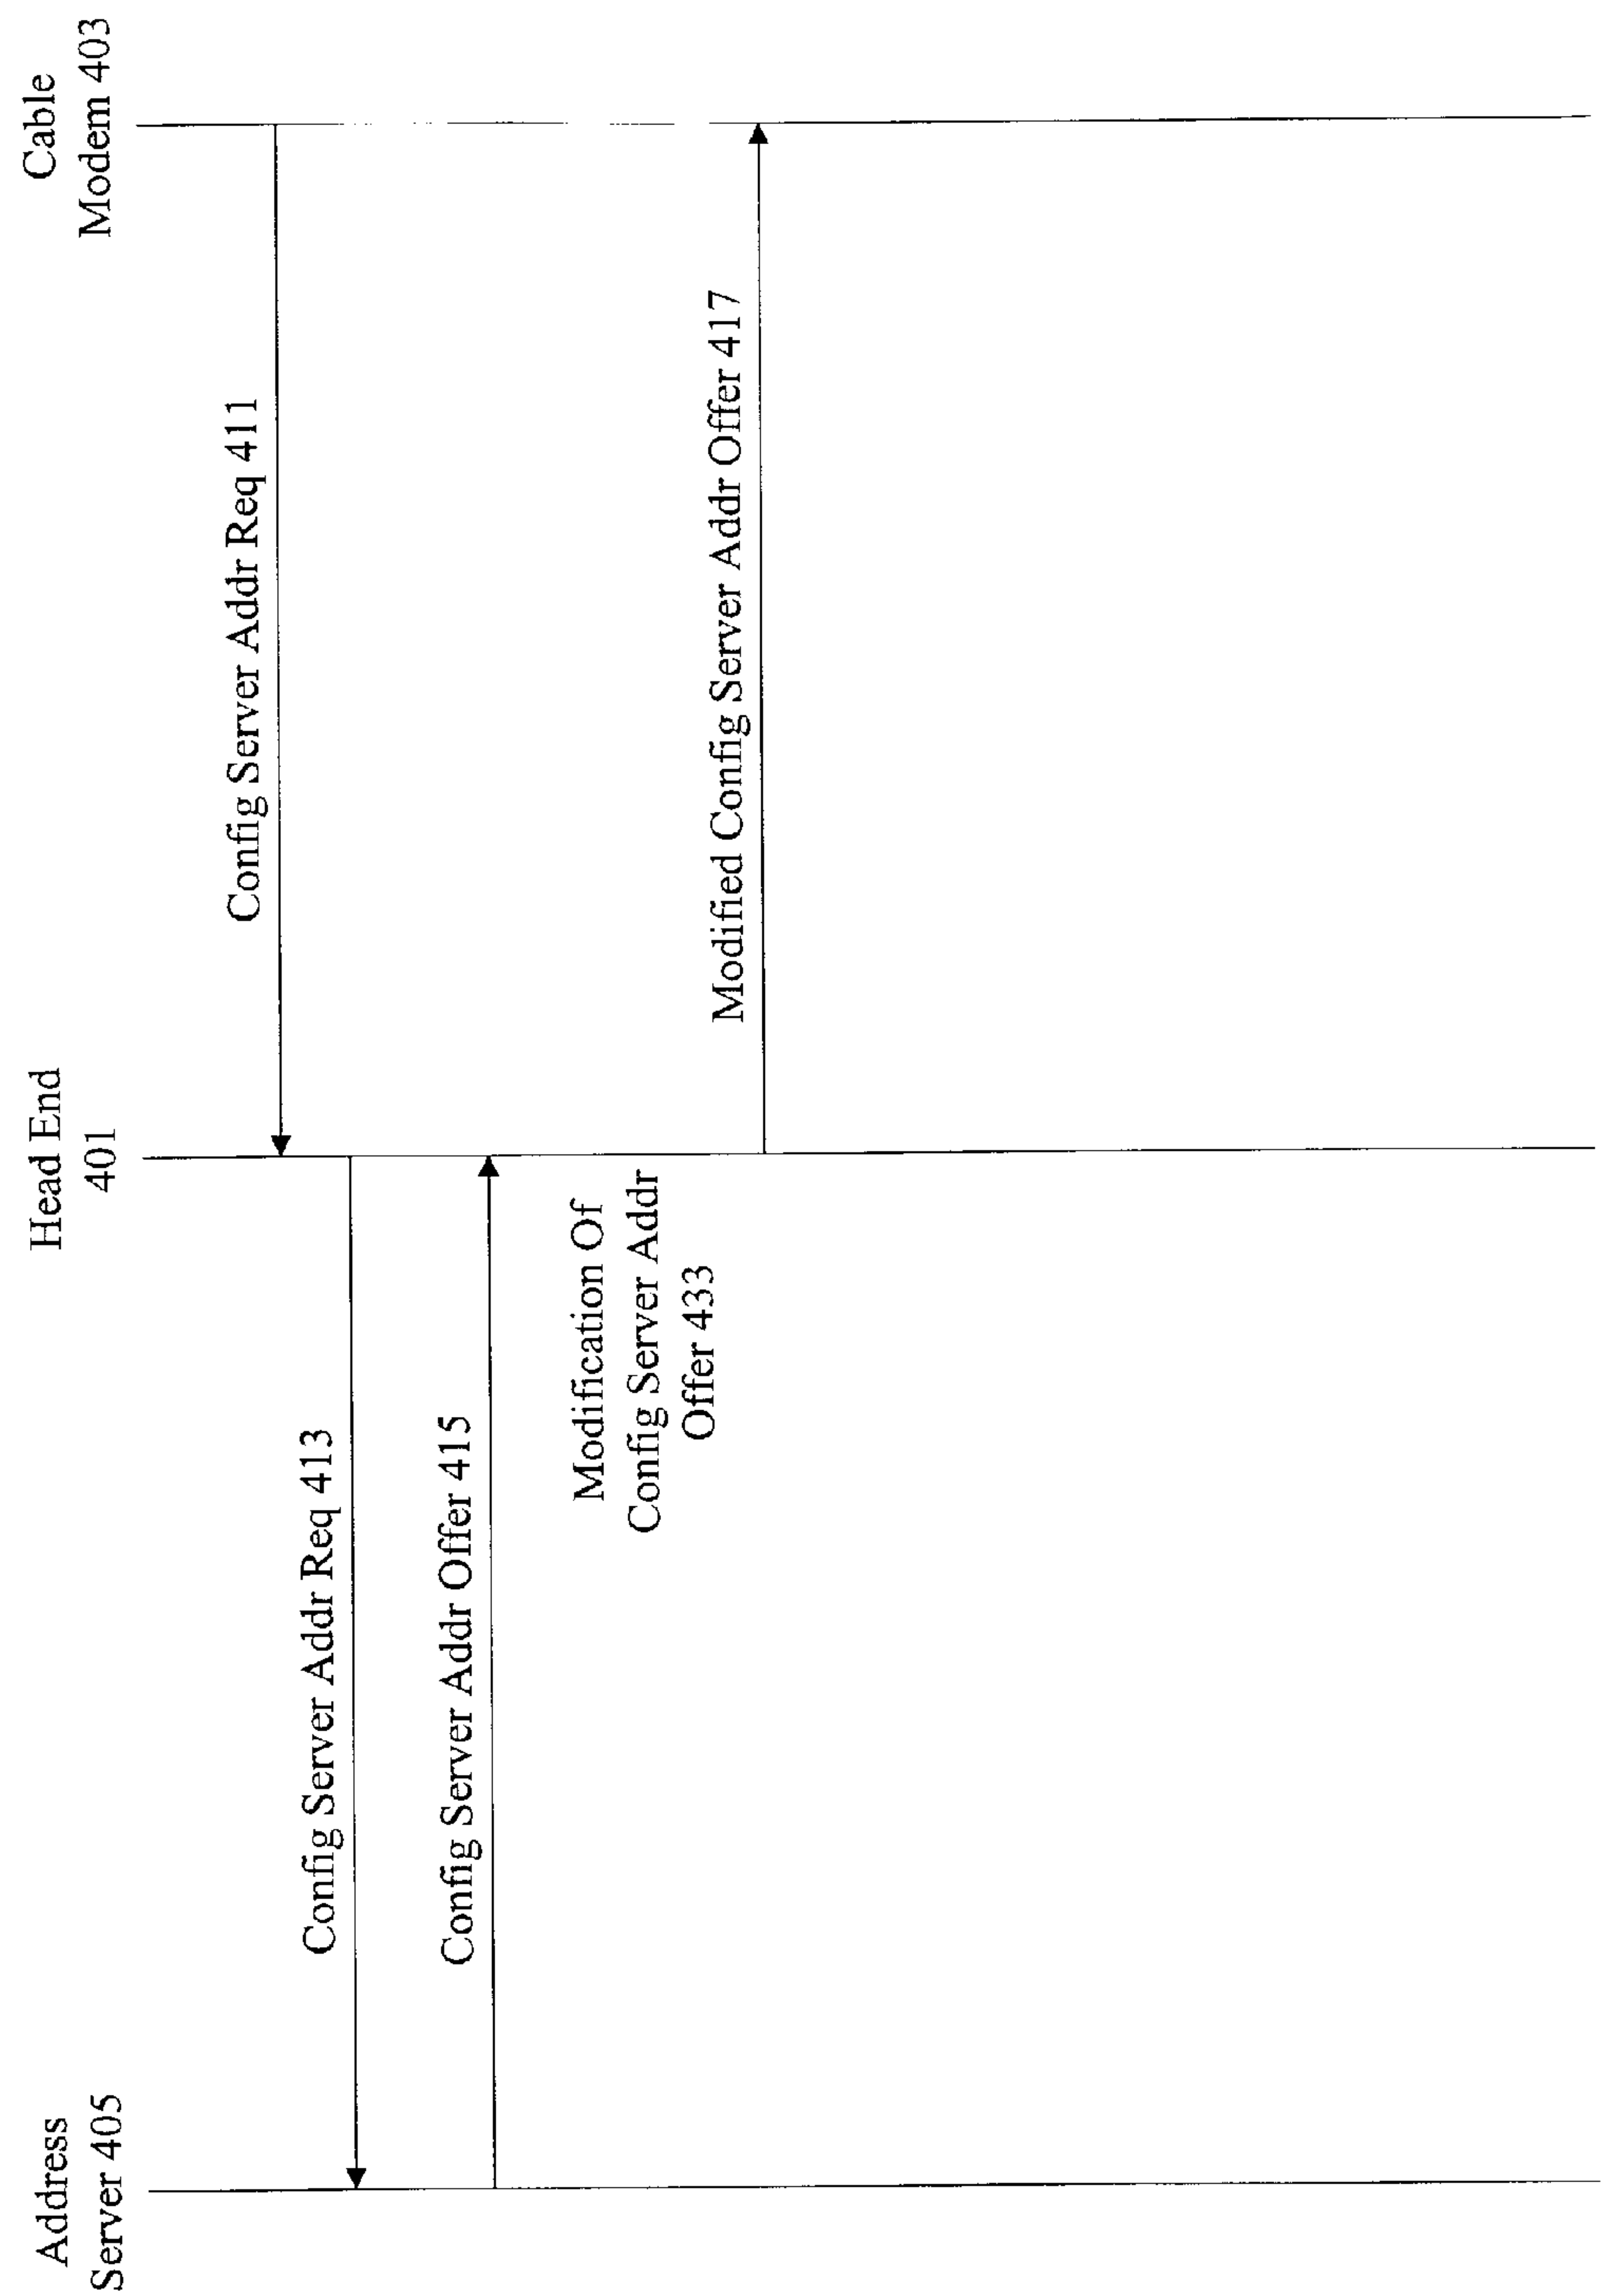 Address
Server 405
Head End
401
Cable
Modem 403
Config Server Addr Req 411
Config Server Addr Req 413
Config Server Addr Offer 415
Modification Of
Config Server Addr
Offer 433
Modified Config Server Addr Offer 417